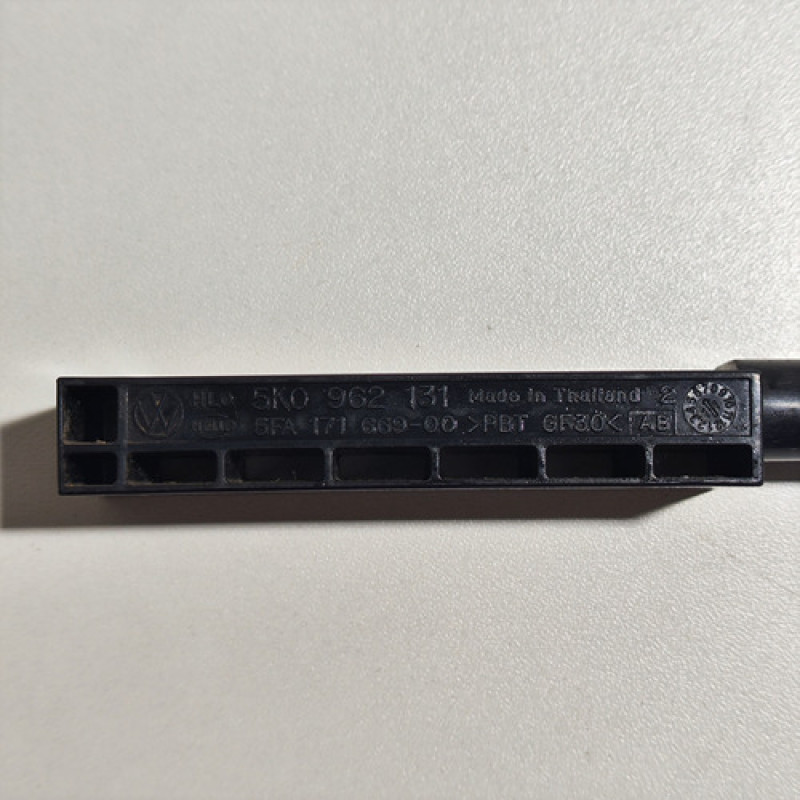 HLO 5K0 962 131 Made in Thailand 2
5FA 171 669-00 >PBT GF30< AB